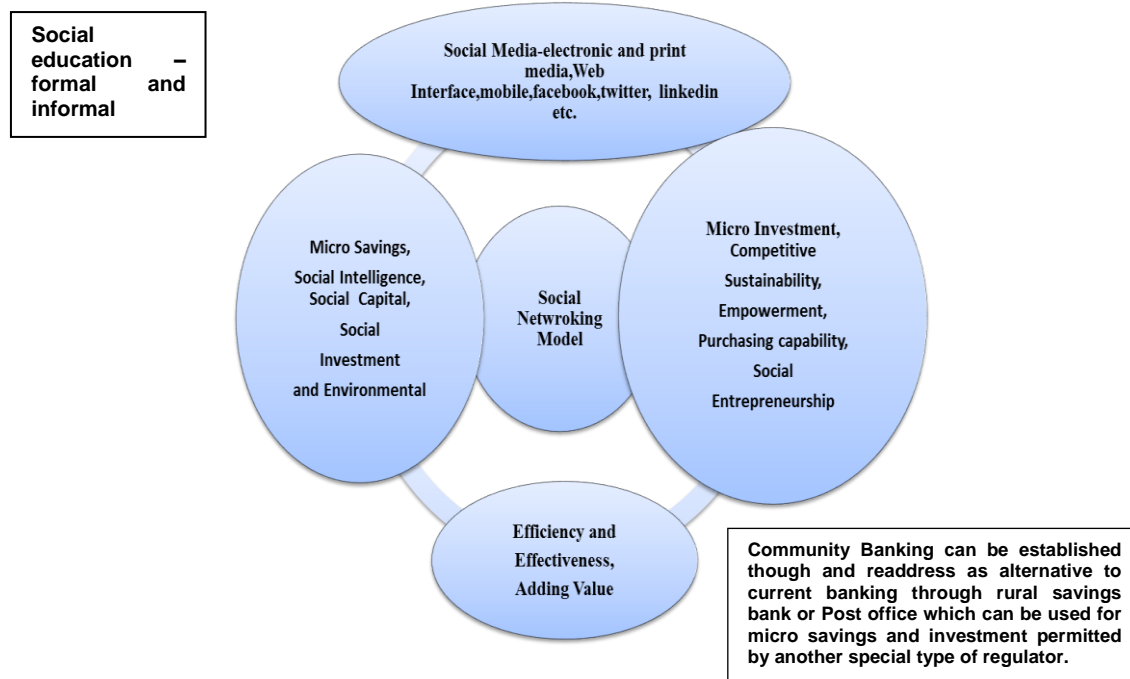 Social
education –
formal and
informal
Social Media-electronic and print
media,Web
Interface,mobile,facebook,twitter, linkedin
etc.
Micro Savings,
Social Intelligence,
Social Capital,
Social
Investment
and Environmental
Social
Netwroking
Model
Micro Investment,
Competitive
Sustainability,
Empowerment,
Purchasing capability,
Social
Entrepreneurship
Efficiency and
Effectiveness,
Adding Value
Community Banking can be established
though and readdress as alternative to
current banking through rural savings
bank or Post office which can be used for
micro savings and investment permitted
by another special type of regulator.